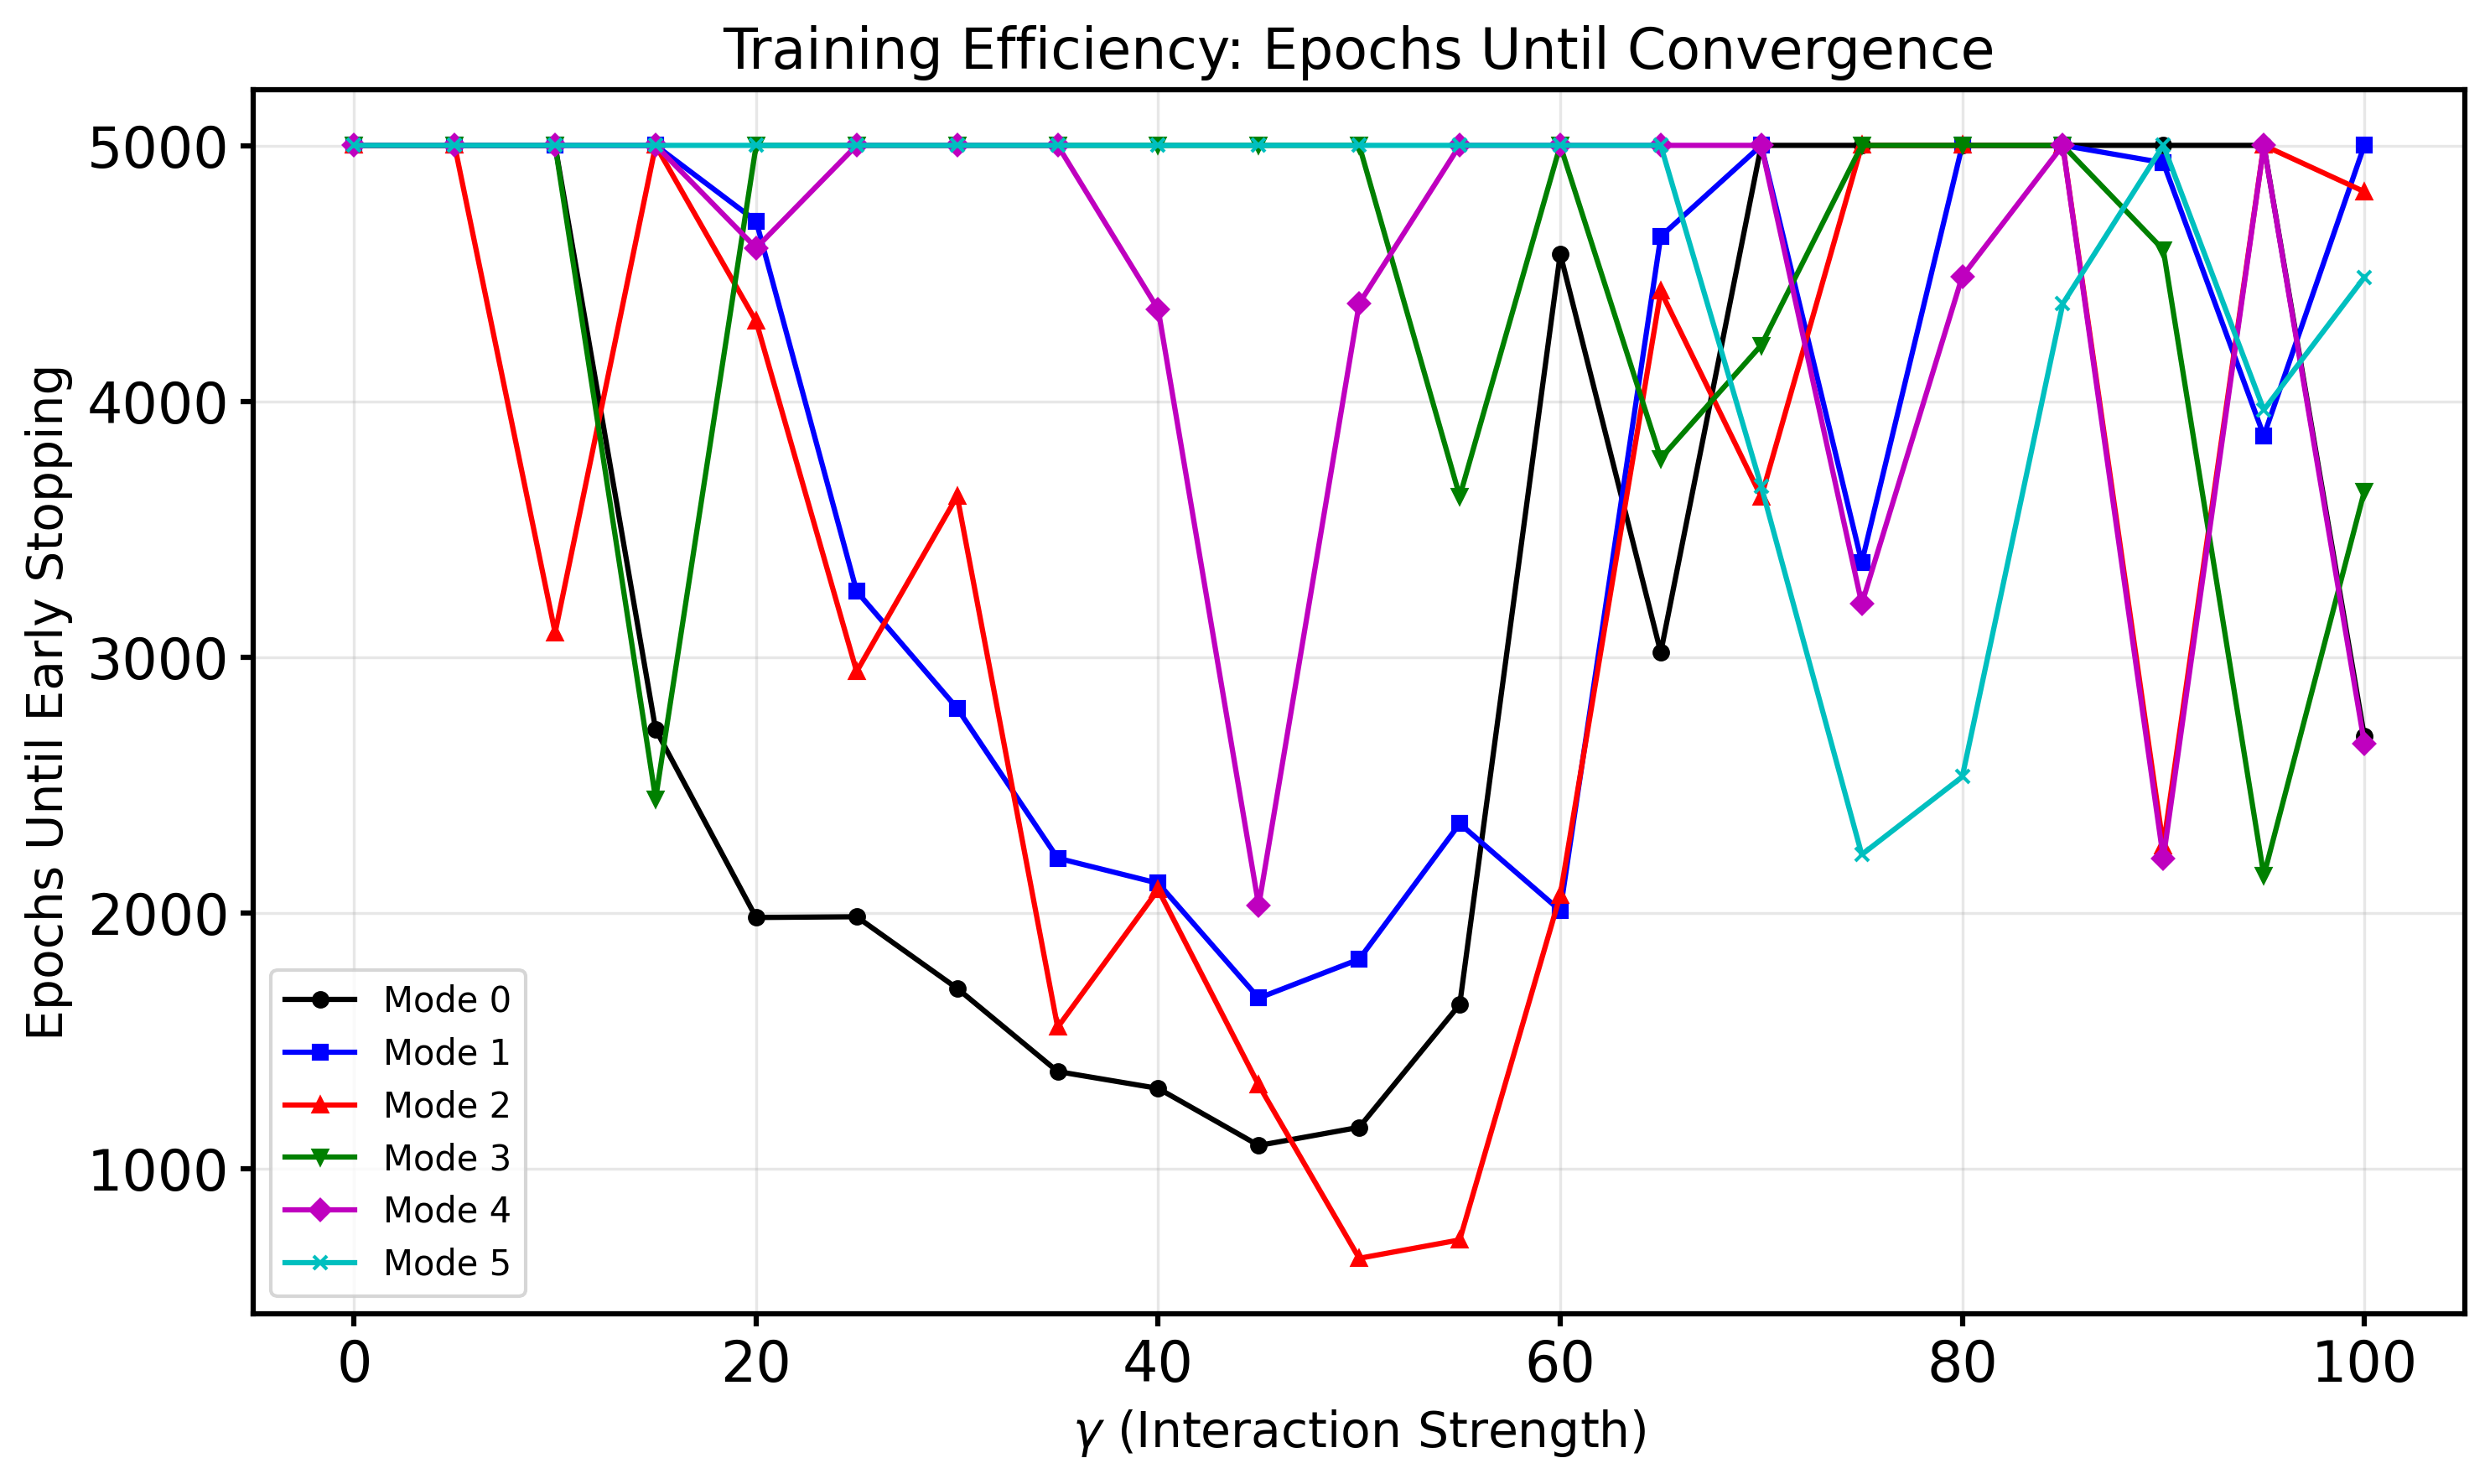 Training Efficiency: Epochs Until Convergence
Epochs Until Early Stopping
5000
4000
3000
2000
1000
Mode 0
Mode 1
Mode 2
Mode 3
Mode 4
Mode 5
0 20 40 60 80 100
γ (Interaction Strength)